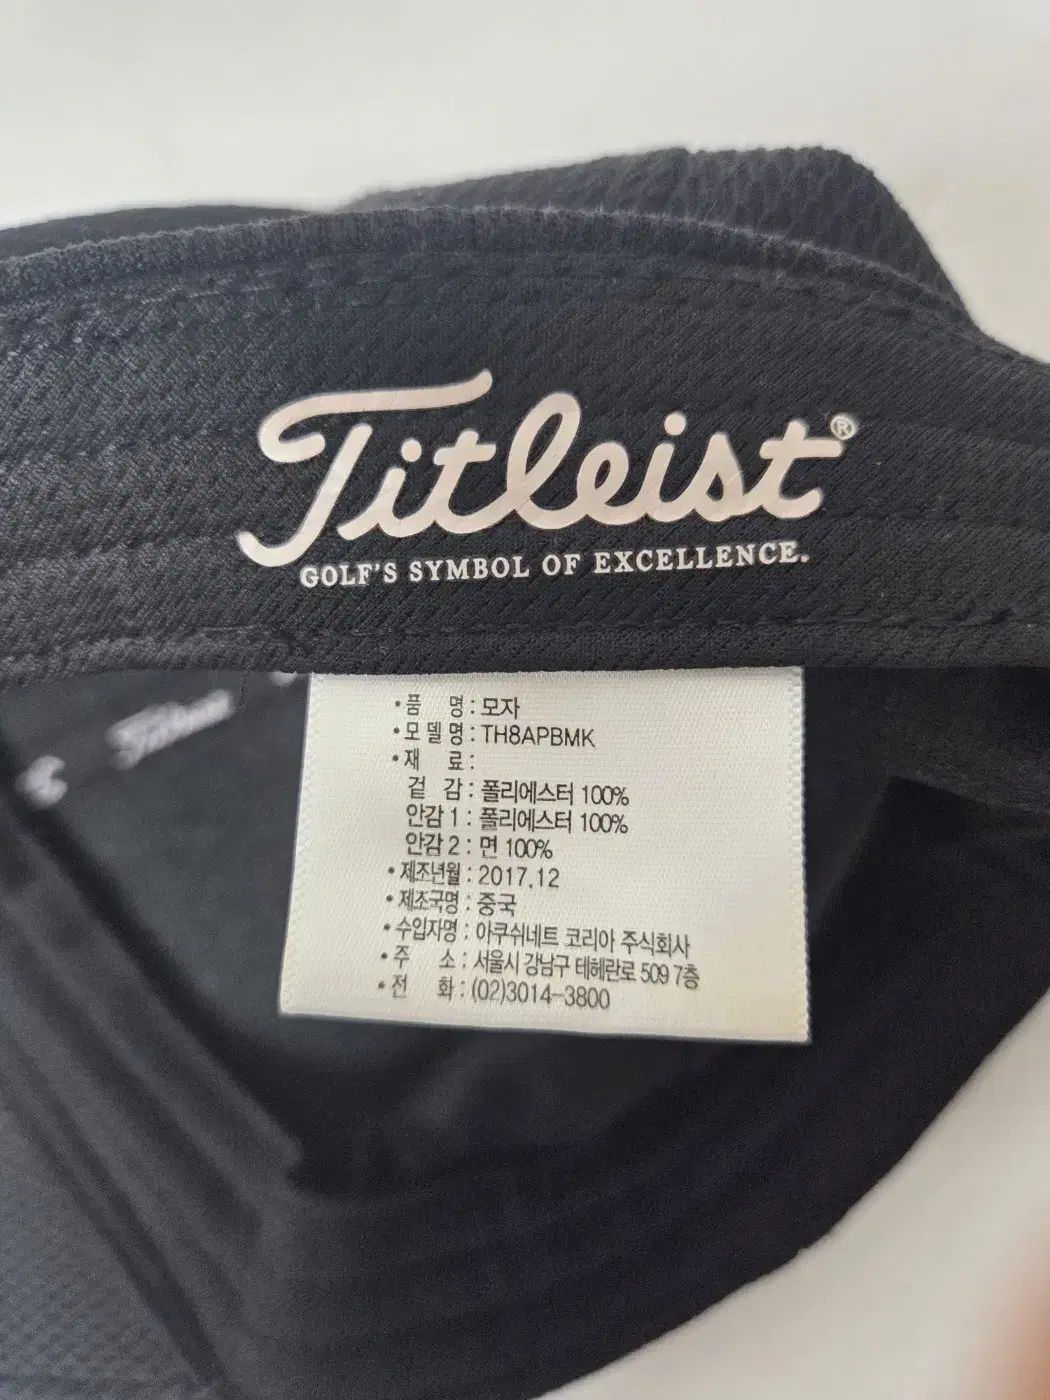 Titleist®
GOLF'S SYMBOL OF EXCELLENCE.
•품 명 : 모자
•모델명 : TH8APBMK
•재 료 :
겉 감 : 폴리에스터 100%
안감 1 : 폴리에스터 100%
안감 2 : 면 100%
•제조년월 : 2017.12
•제조국명 : 중국
•수입자명 : 아쿠쉬네트 코리아 주식회사
•주 소 : 서울시 강남구 테헤란로 509 7층
•전 화 : (02)3014-3800
Titleist